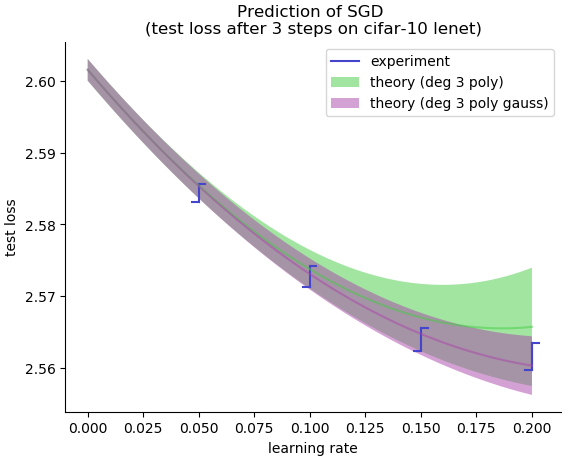 Prediction of SGD
(test loss after 3 steps on cifar-10 lenet)
experiment
theory (deg 3 poly)
theory (deg 3 poly gauss)
2.60
2.59
2.58
2.57
2.56
test loss
0.000 0.025 0.050 0.075 0.100 0.125 0.150 0.175 0.200
learning rate